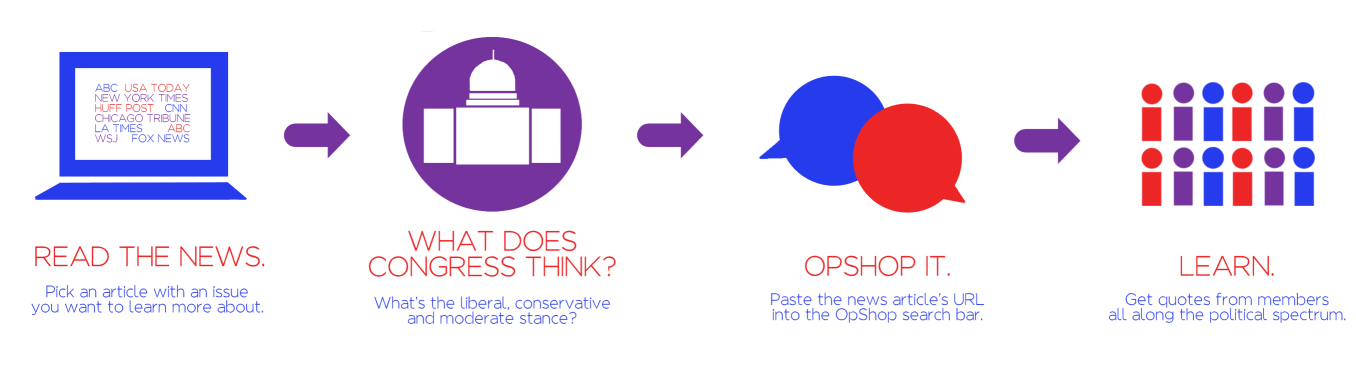 ABC USA TODAY
NEW YORK TIMES
HUFF POST CNN
CHICAGO TRIBUNE
LA TIMES ABC
WSJ FOX NEWS
READ THE NEWS.
Pick an article with an issue
you want to learn more about.
WHAT DOES
CONGRESS THINK?
What's the liberal, conservative
and moderate stance?
OPSHOP IT.
Paste the news article's URL
into the OpShop search bar.
LEARN.
Get quotes from members
all along the political spectrum.